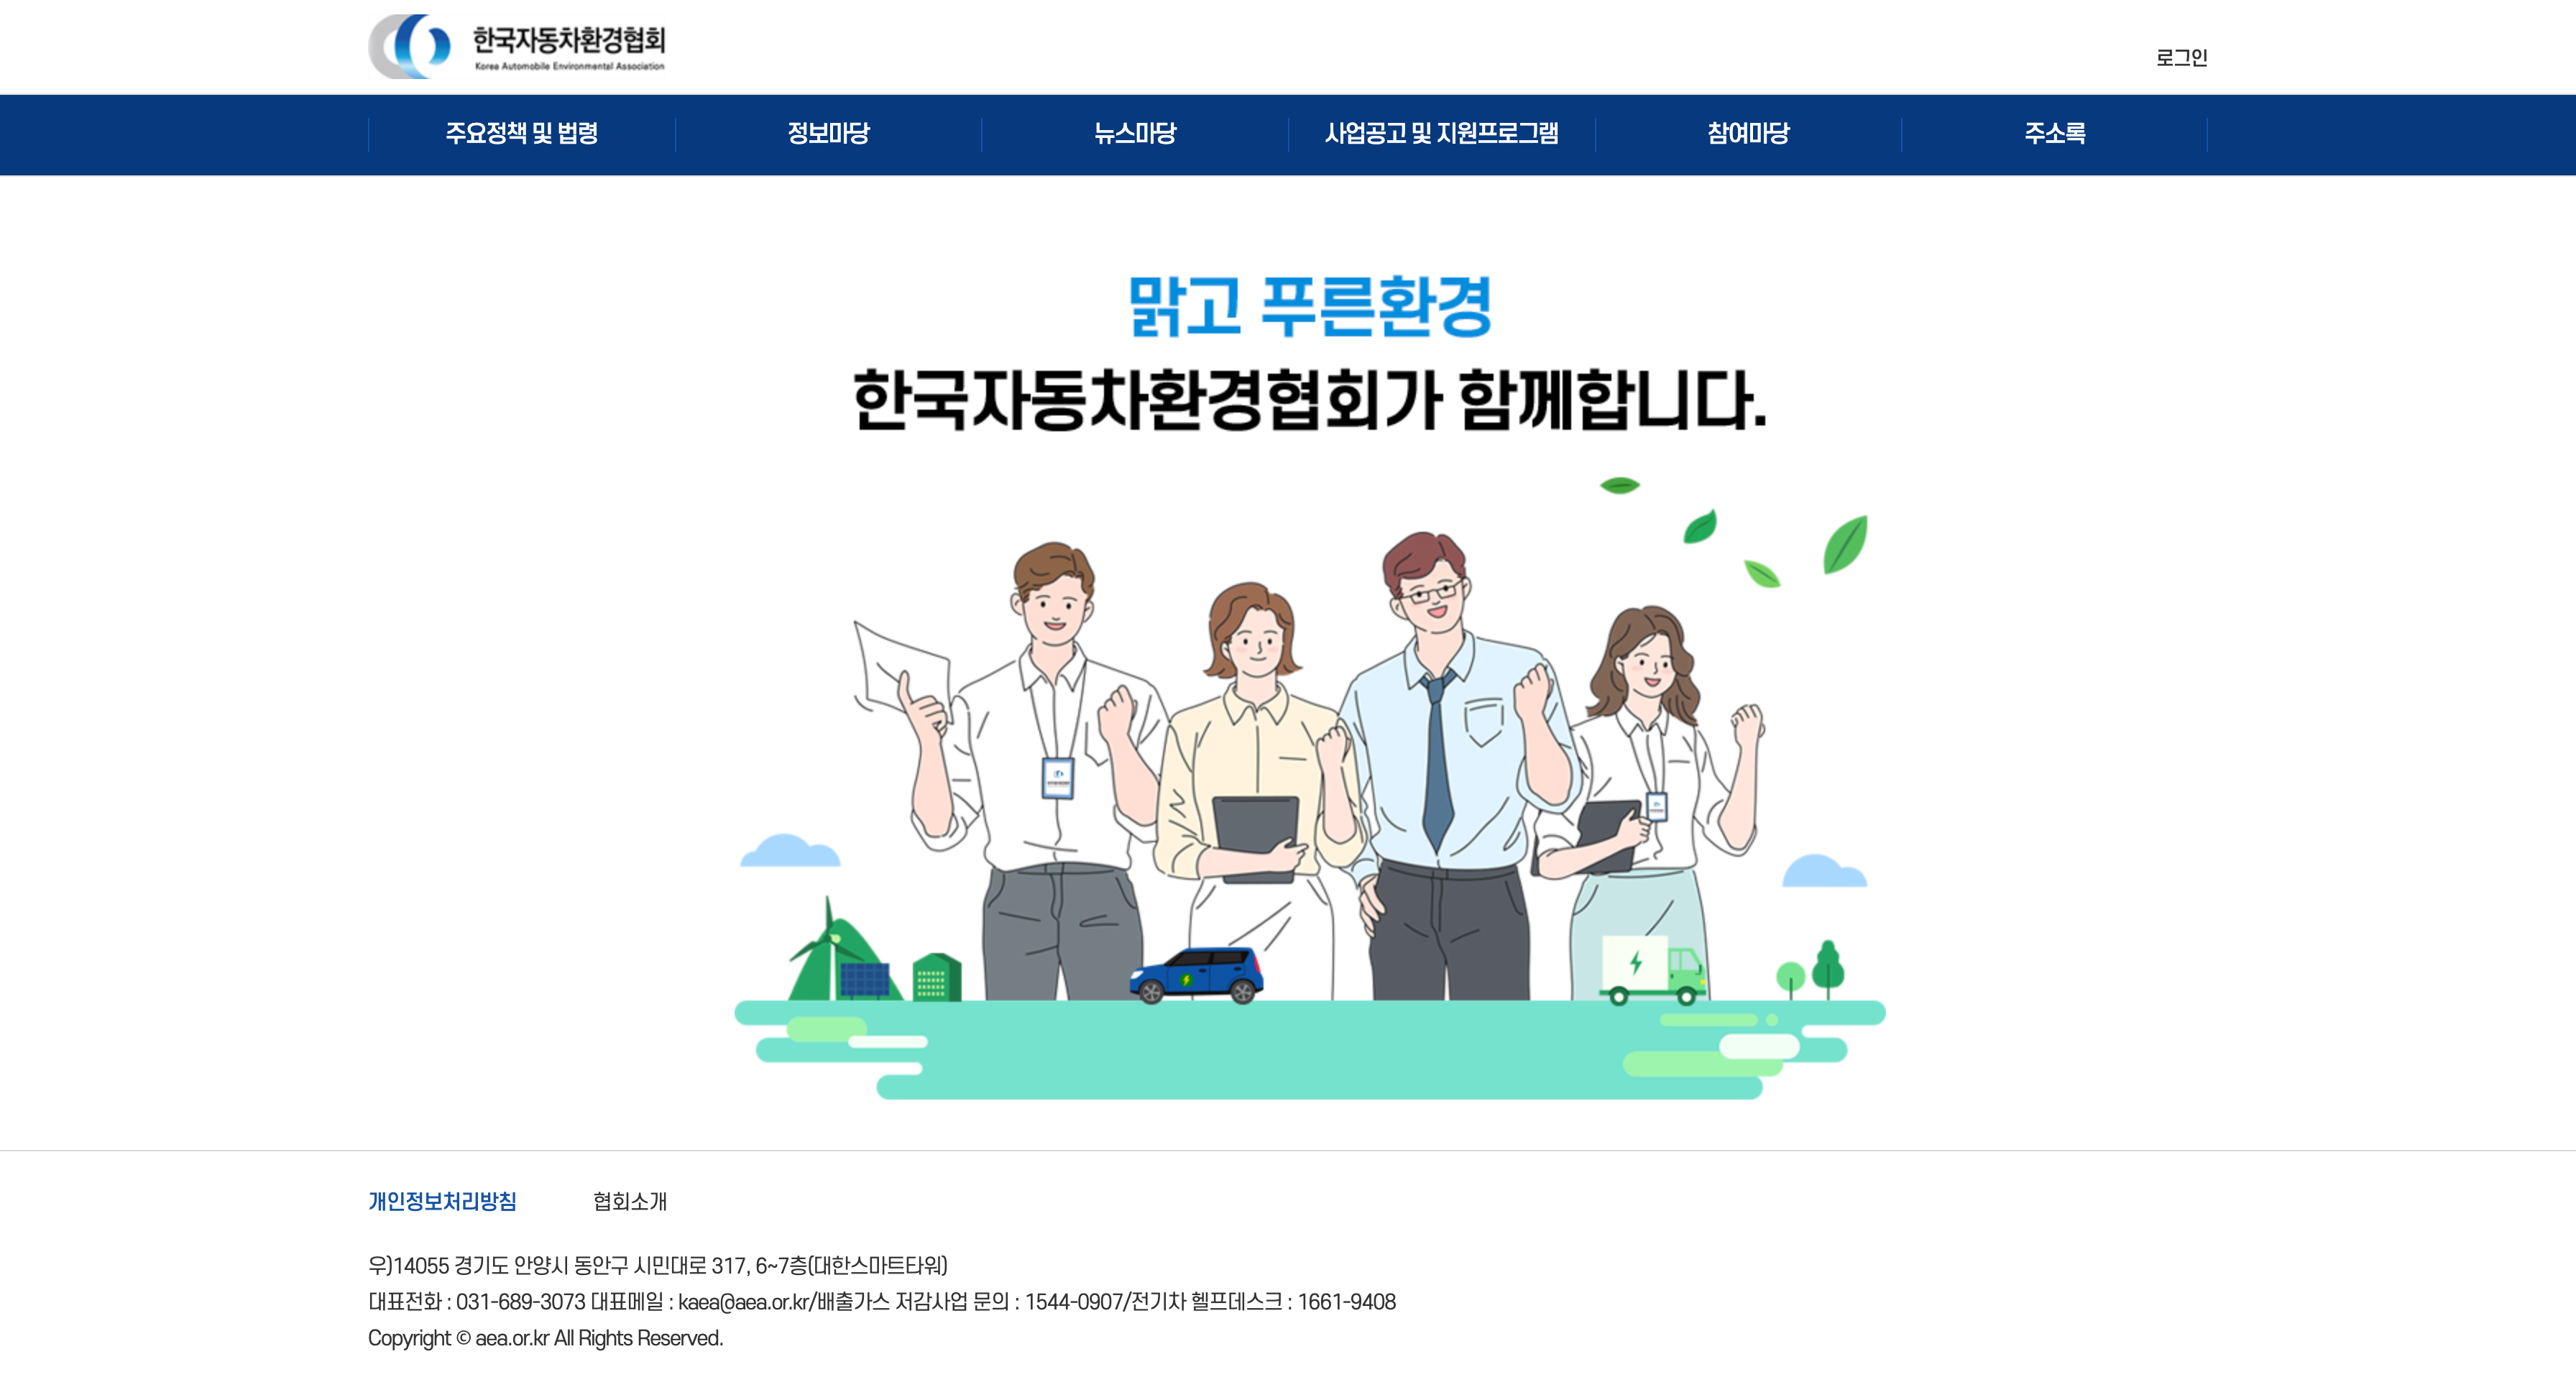 한국자동차환경협회
Korea Automobile Environmental Association
로그인
주요정책 및 법령
정보마당
뉴스마당
사업공고 및 지원프로그램
참여마당
주소록
맑고 푸른환경
한국자동차환경협회가 함께합니다.
개인정보처리방침
협회소개
우)14055 경기도 안양시 동안구 시민대로 317, 6~7층(대한스마트타워)
대표전화 : 031-689-3073 대표메일 : kaea@aea.or.kr/배출가스 저감사업 문의 : 1544-0907/전기차 헬프데스크 : 1661-9408
Copyright © aea.or.kr All Rights Reserved.